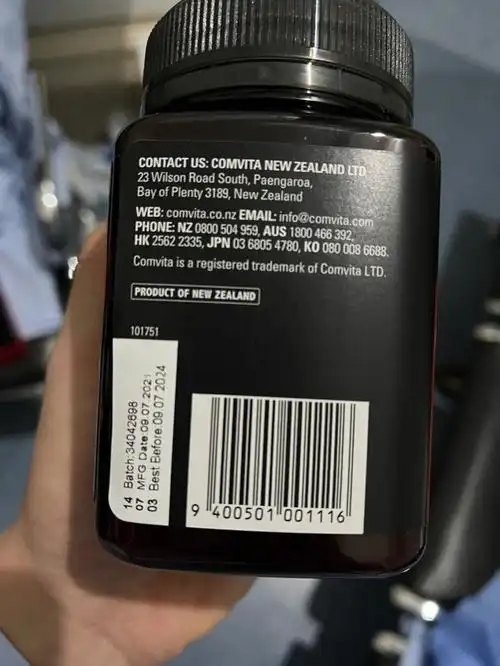 CONTACT US: COMVITA NEW ZEALAND LTD
23 Wilson Road South, Paengaroa,
Bay of Plenty 3189, New Zealand
WEB: comvita.co.nz EMAIL: info@comvita.com
PHONE: NZ 0800 504 959, AUS 1800 466 392,
HK 2562 2335, JPN 03 6805 4780, KO 080 008 6688.
Comvita is a registered trademark of Comvita LTD.
PRODUCT OF NEW ZEALAND
101751
14 Batch:34042698
07 MFG Date:09.07.2021
03 Best Before:09.07.2024
9 400501 001116